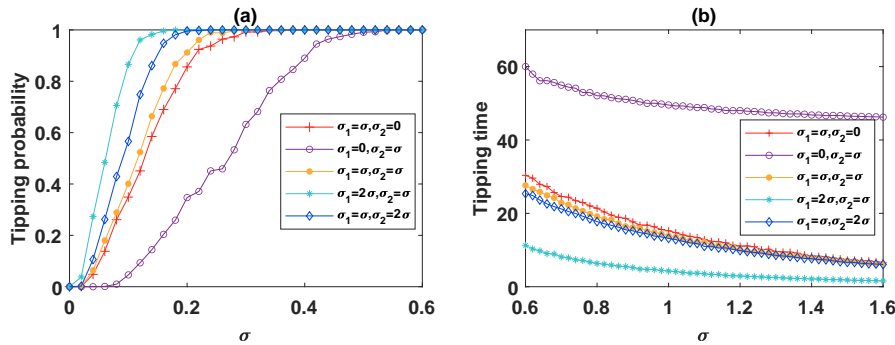 (a)
Tipping probability
1
0.8
0.6
0.4
0.2
0
0 0.2 0.4 0.6
σ
σ₁=σ,σ₂=0
σ₁=0,σ₂=σ
σ₁=σ,σ₂=σ
σ₁=2σ,σ₂=σ
σ₁=σ,σ₂=2σ
(b)
Tipping time
60
40
20
0
0.6 0.8 1 1.2 1.4 1.6
σ
σ₁=σ,σ₂=0
σ₁=0,σ₂=σ
σ₁=σ,σ₂=σ
σ₁=2σ,σ₂=σ
σ₁=σ,σ₂=2σ